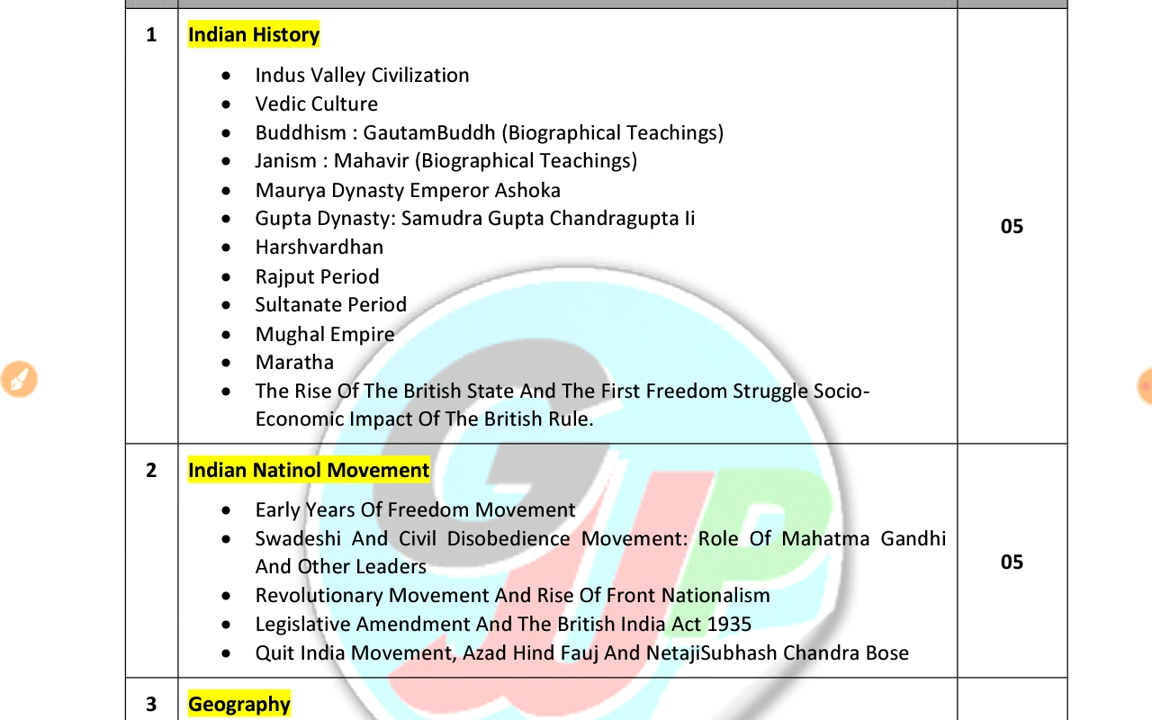 1 Indian History
• Indus Valley Civilization
• Vedic Culture
• Buddhism : GautamBuddh (Biographical Teachings)
• Janism : Mahavir (Biographical Teachings)
• Maurya Dynasty Emperor Ashoka
• Gupta Dynasty: Samudra Gupta Chandragupta Ii
• Harshvardhan
05
• Rajput Period
• Sultanate Period
• Mughal Empire
• Maratha
• The Rise Of The British State And The First Freedom Struggle Socio-
Economic Impact Of The British Rule.
2 Indian Natinol Movement
• Early Years Of Freedom Movement
• Swadeshi And Civil Disobedience Movement: Role Of Mahatma Gandhi
And Other Leaders
05
• Revolutionary Movement And Rise Of Front Nationalism
• Legislative Amendment And The British India Act 1935
• Quit India Movement, Azad Hind Fauj And NetajiSubhash Chandra Bose
3 Geography
GJP